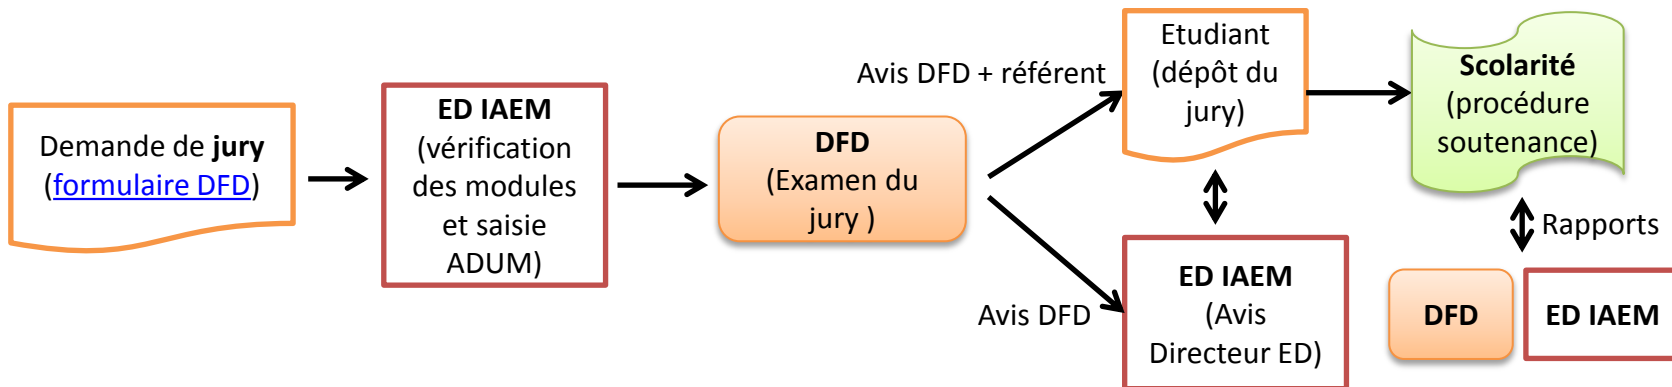 Demande de jury
(formulaire DFD)
ED IAEM
(vérification
des modules
et saisie
ADUM)
DFD
(Examen du
jury )
Avis DFD + référent
Avis DFD
Etudiant
(dépôt du
jury)
ED IAEM
(Avis
Directeur ED)
Scolarité
(procédure
soutenance)
Rapports
DFD
ED IAEM